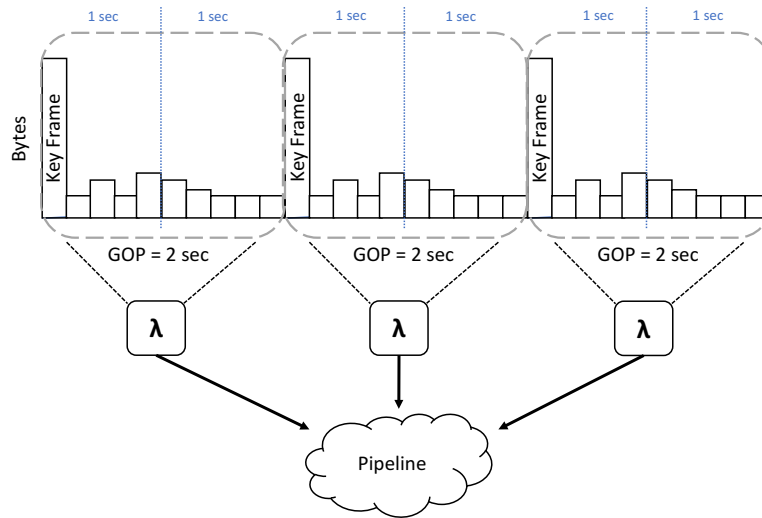 1 sec 1 sec 1 sec 1 sec 1 sec 1 sec
Bytes
Key Frame Key Frame Key Frame
GOP = 2 sec GOP = 2 sec GOP = 2 sec
λ λ λ
Pipeline